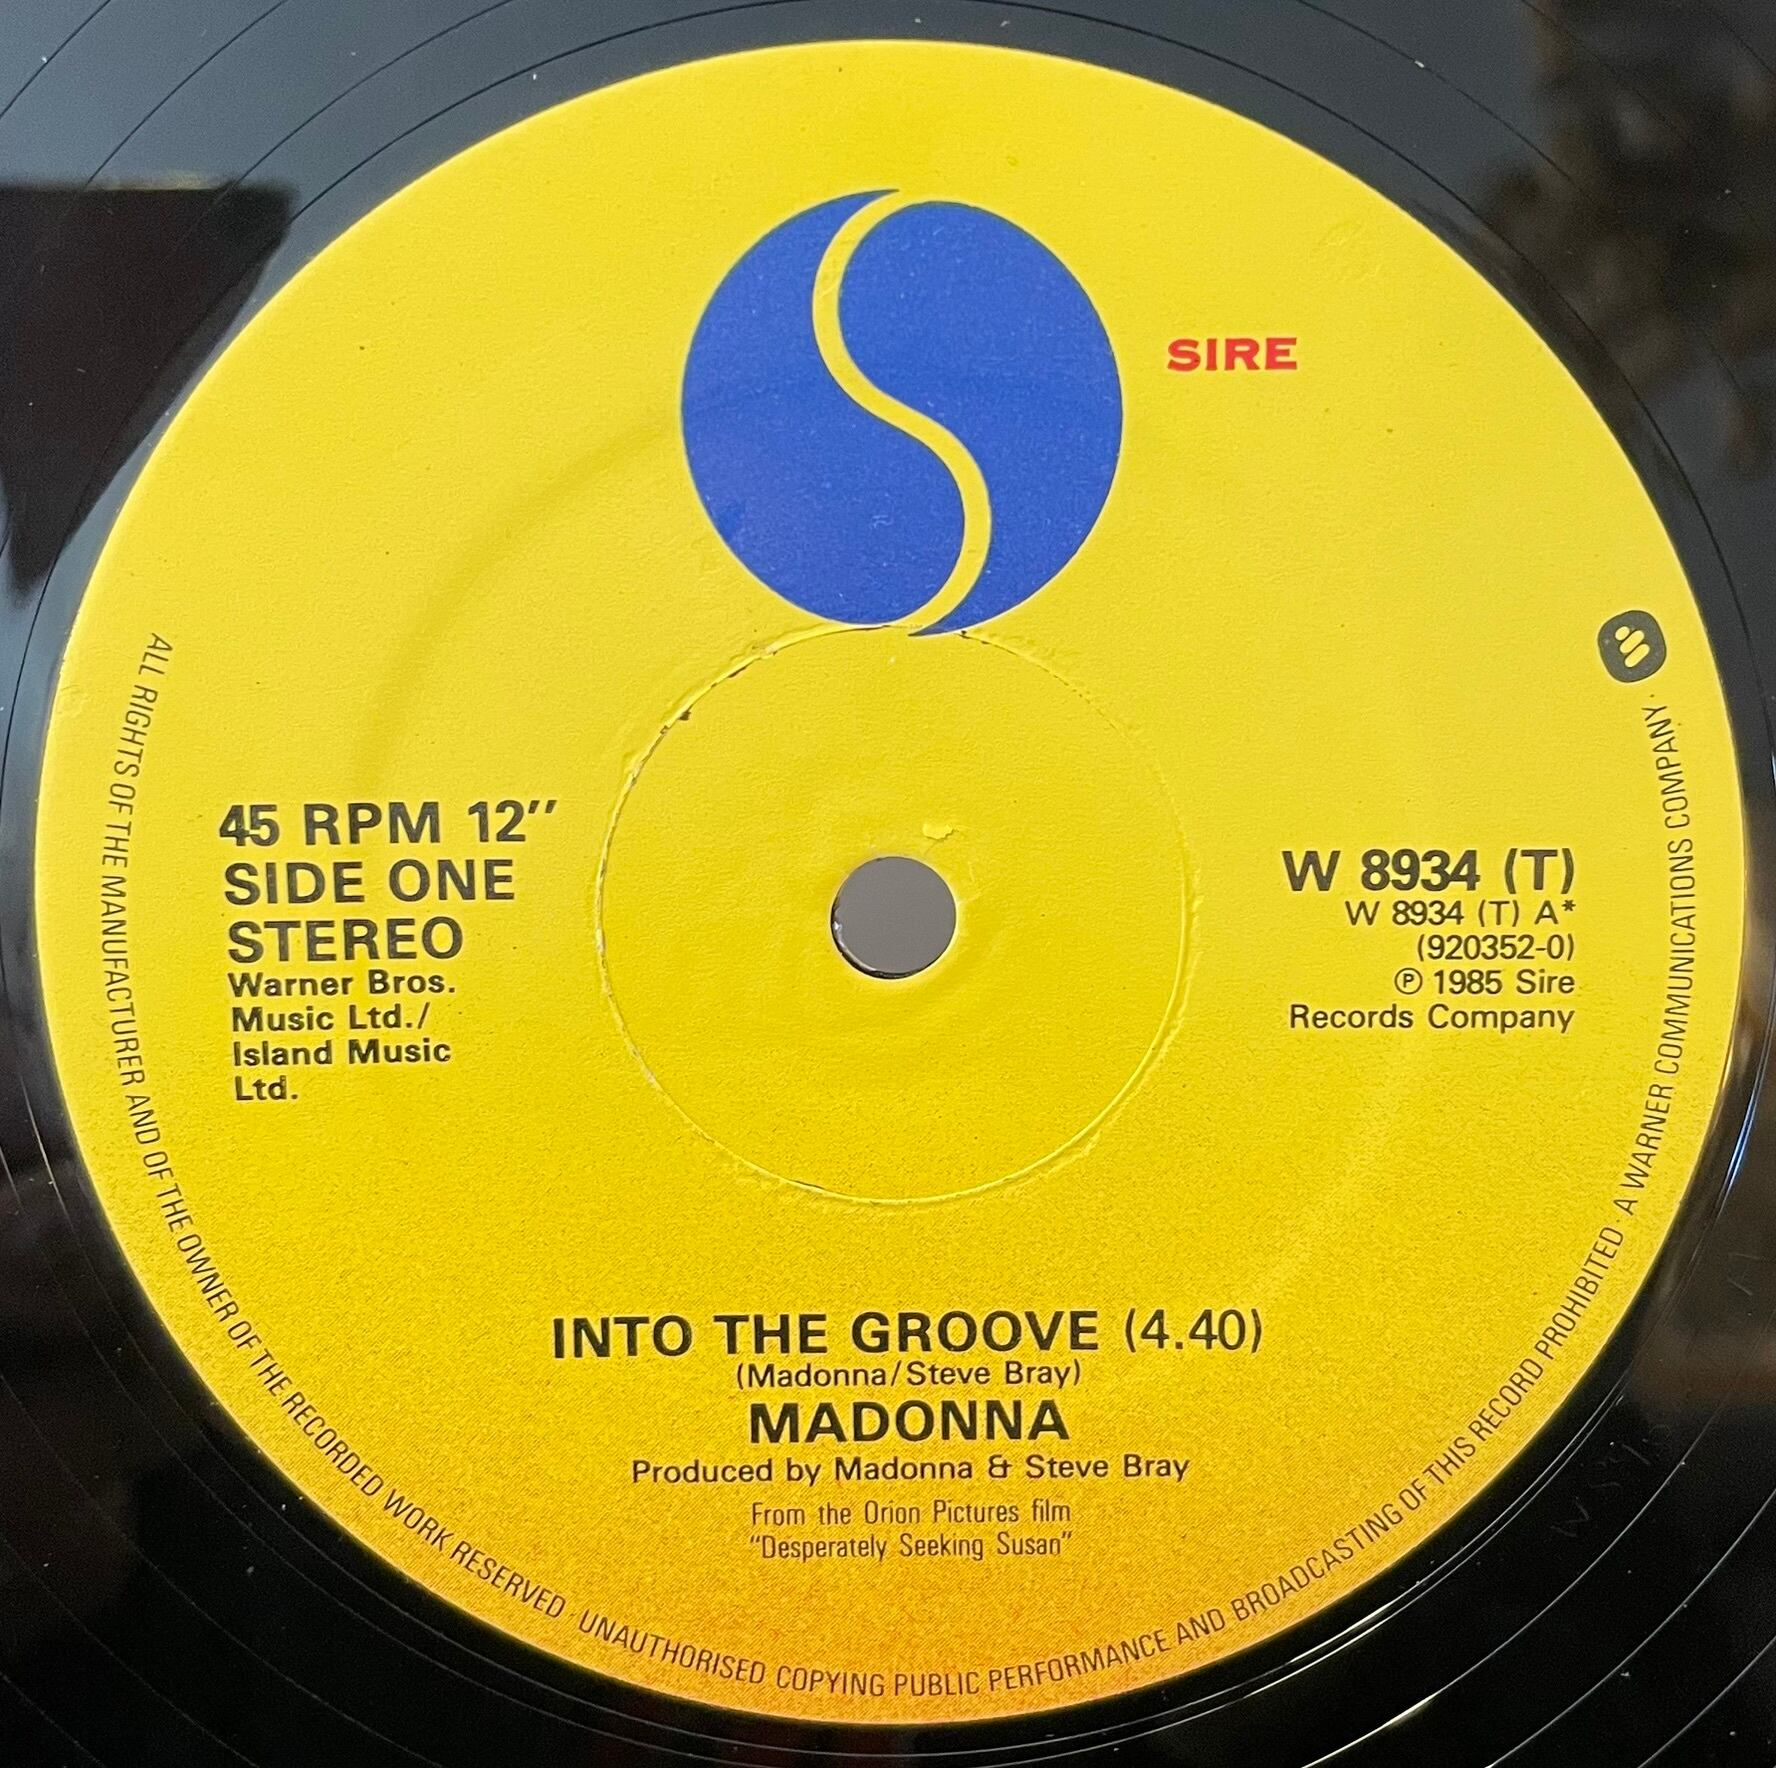 SIRE
45 RPM 12"
SIDE ONE
STEREO
Warner Bros.
Music Ltd./
Island Music
Ltd.
W 8934 (T)
W 8934 (T) A*
(920352-0)
℗ 1985 Sire
Records Company
INTO THE GROOVE (4.40)
(Madonna/Steve Bray)
MADONNA
Produced by Madonna & Steve Bray
From the Orion Pictures film
"Desperately Seeking Susan"
ALL RIGHTS OF THE MANUFACTURER AND OF THE OWNER OF THE RECORDED WORK RESERVED · UNAUTHORISED COPYING PUBLIC PERFORMANCE AND BROADCASTING OF THIS RECORD PROHIBITED · A WARNER COMMUNICATIONS COMPANY ·